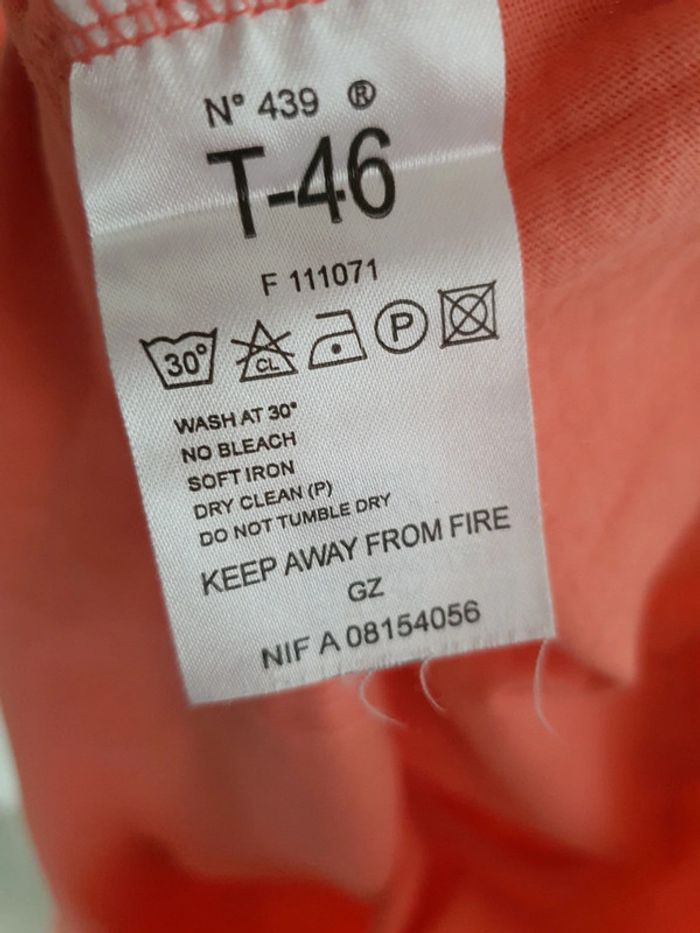 N° 439 ®
T-46
F 111071
30° CL P
WASH AT 30°
NO BLEACH
SOFT IRON
DRY CLEAN (P)
DO NOT TUMBLE DRY
KEEP AWAY FROM FIRE
GZ
NIF A 08154056